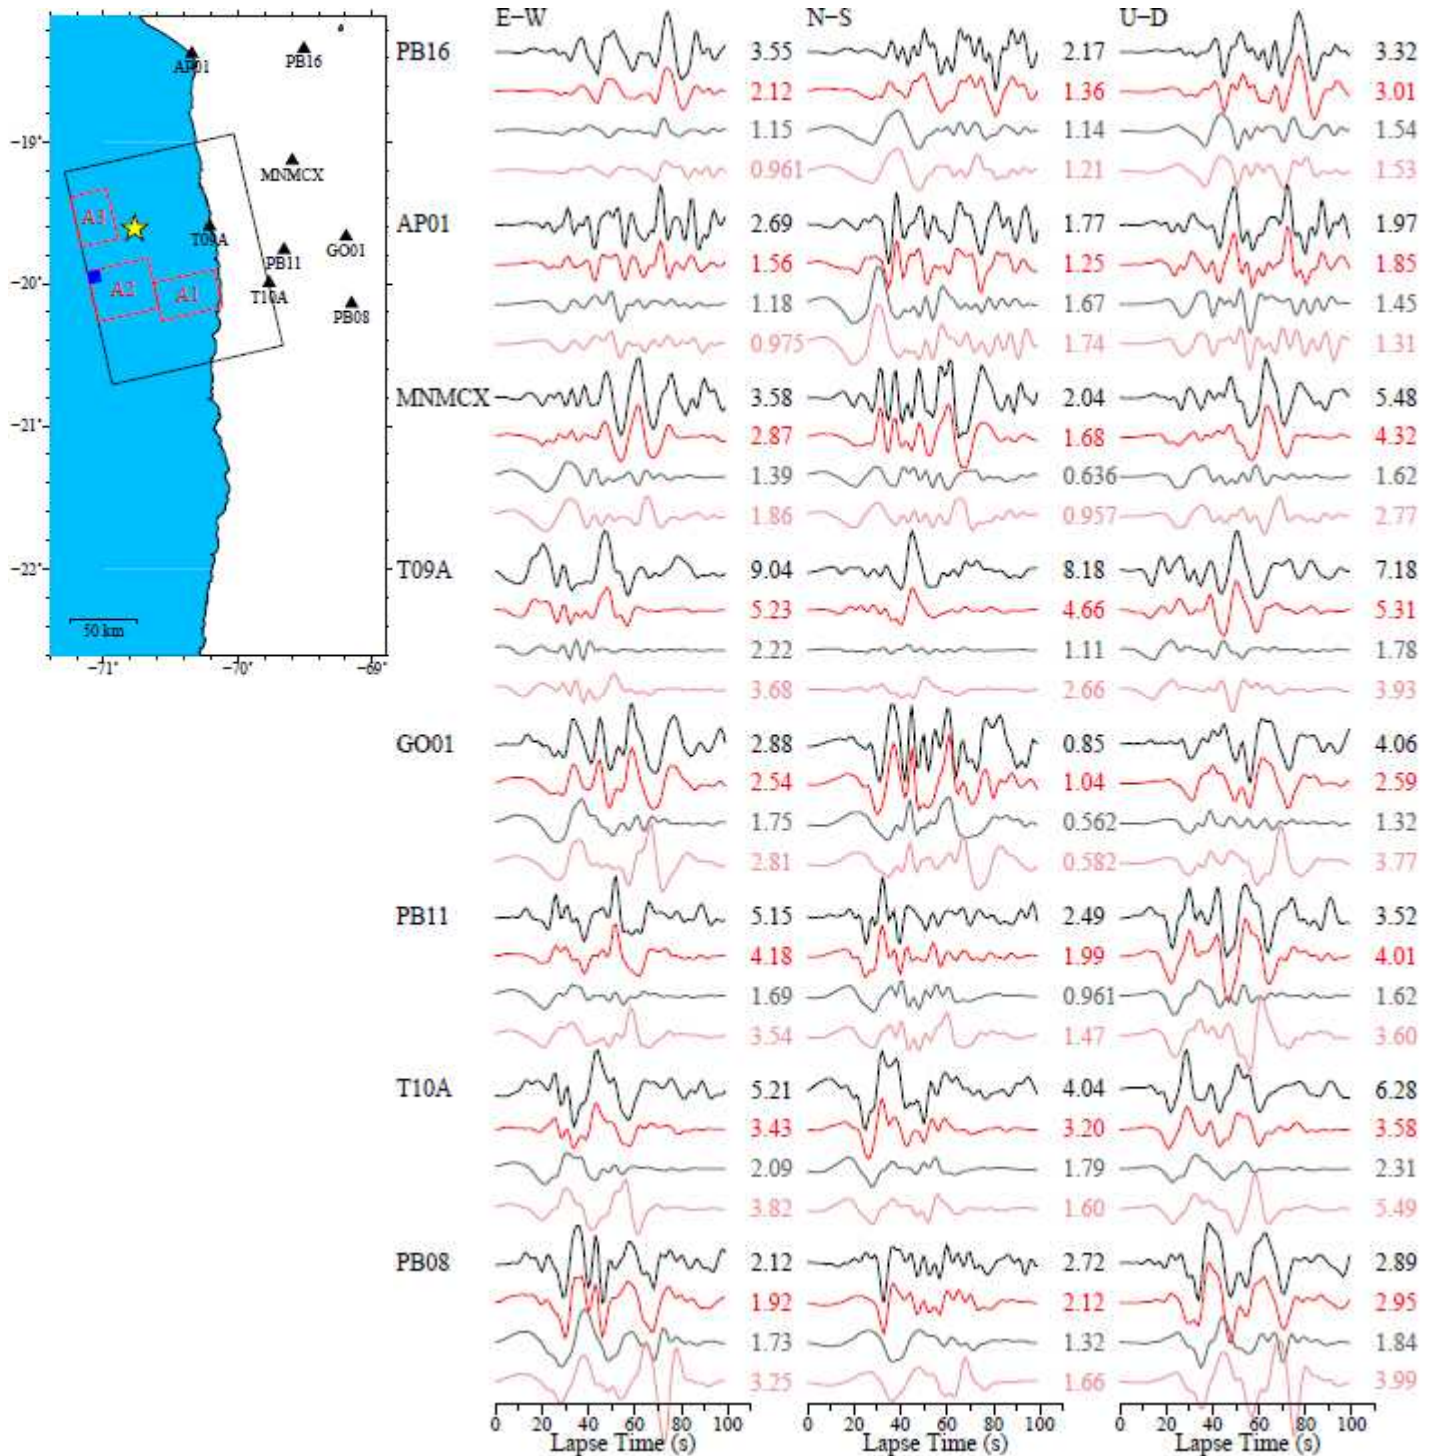 E−W N−S U−D
PB16 3.55 2.17 3.32
2.12 1.36 3.01
1.15 1.14 1.54
0.961 1.21 1.53
AP01 2.69 1.77 1.97
1.56 1.25 1.85
1.18 1.67 1.45
0.975 1.74 1.31
MNMCX 3.58 2.04 5.48
2.87 1.68 4.32
1.39 0.636 1.62
1.86 0.957 2.77
T09A 9.04 8.18 7.18
5.23 4.66 5.31
2.22 1.11 1.78
3.68 2.66 3.93
GO01 2.88 0.85 4.06
2.54 1.04 2.59
1.75 0.562 1.32
2.81 0.582 3.77
PB11 5.15 2.49 3.52
4.18 1.99 4.01
1.69 0.961 1.62
3.54 1.47 3.60
T10A 5.21 4.04 6.28
3.43 3.20 3.58
2.09 1.79 2.31
3.82 1.60 5.49
PB08 2.12 2.72 2.89
1.92 2.12 2.95
1.73 1.32 1.84
3.25 1.66 3.99
0 20 40 60 80 100 0 20 40 60 80 100 0 20 40 60 80 100
Lapse Time (s) Lapse Time (s) Lapse Time (s)
AP01 PB16
−19°
MNMCX
A3
T09A GO01
PB11
−20°
A2 A1 T10A
PB08
−21°
−22°
50 km
−71° −70° −69°